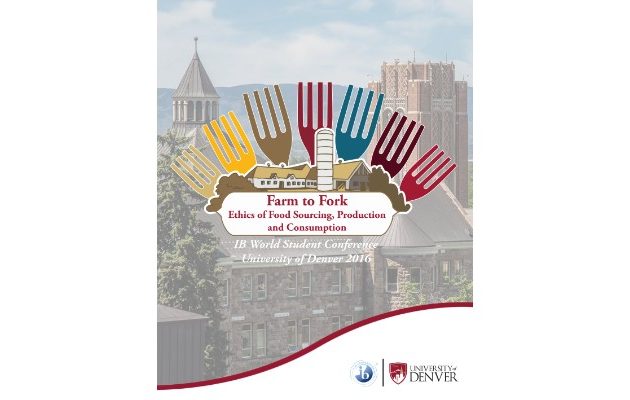 Farm to Fork
Ethics of Food Sourcing, Production
and Consumption
IB World Student Conference
University of Denver 2016
ib
UNIVERSITY of
DENVER